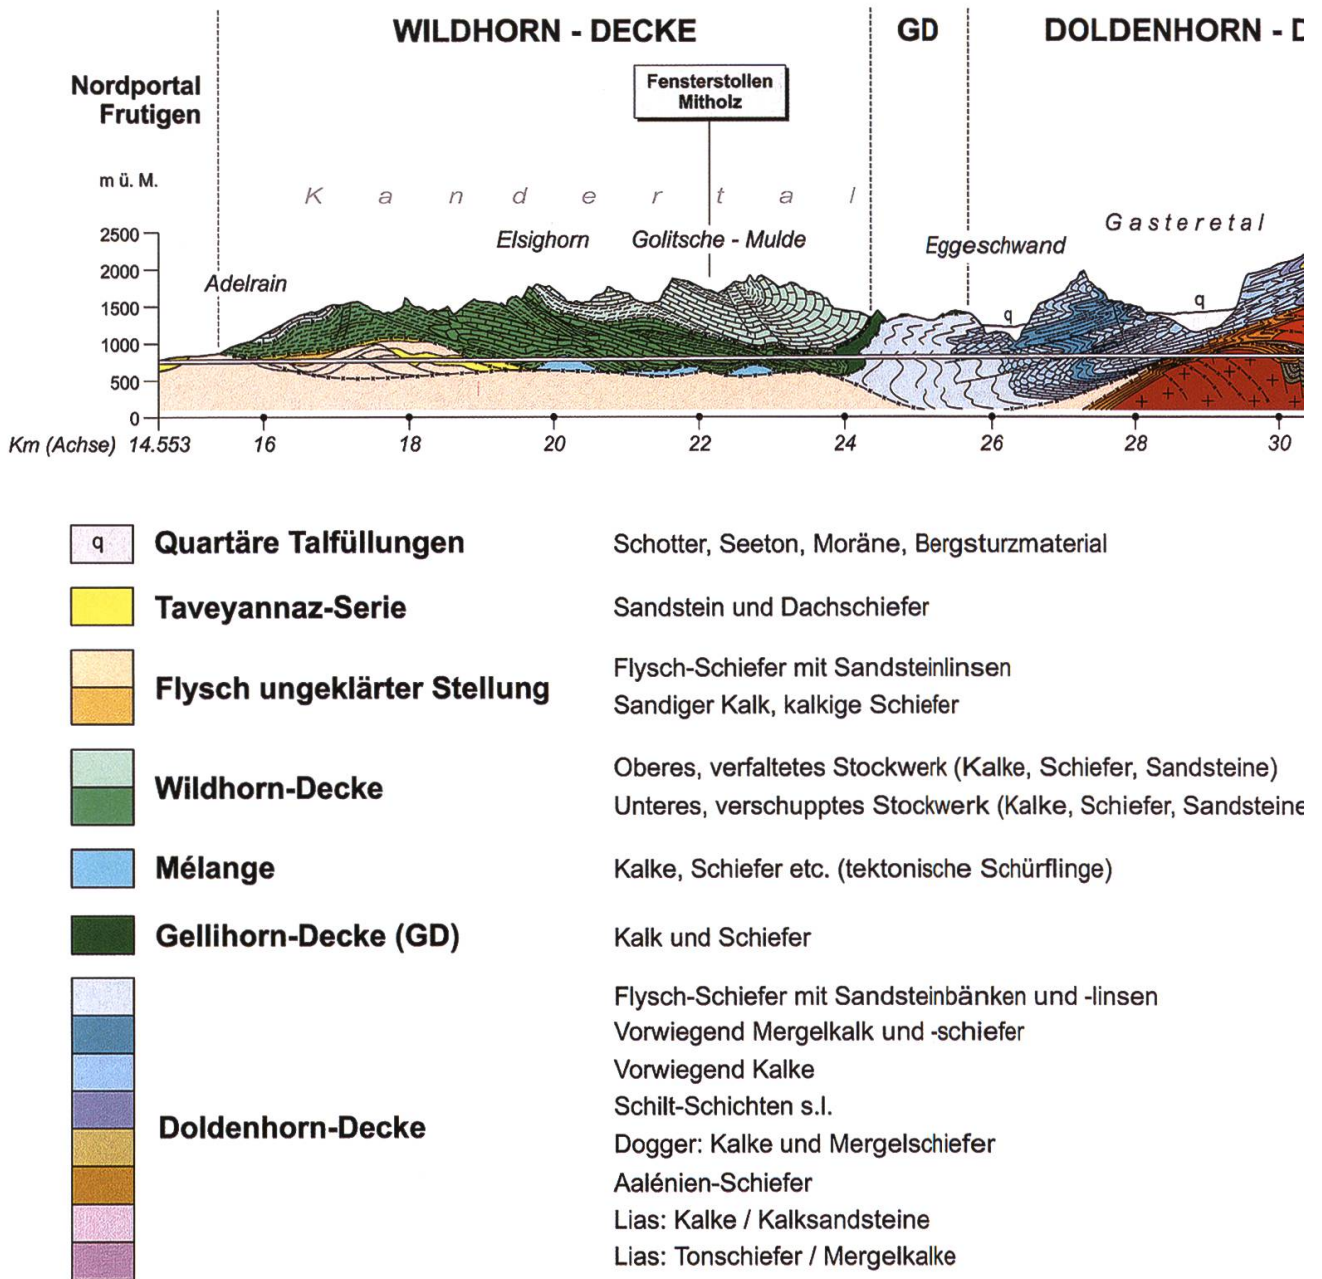 WILDHORN - DECKE GD DOLDENHORN - D
Nordportal
Frutigen
Fensterstollen
Mitholz
m ü. M.
K a n d e r t a l
Elsighorn Golitsche - Mulde Eggeschwand Gasteretal
Adelrain
2500
2000
1500
1000
500
0
q q
Km (Achse) 14.553 16 18 20 22 24 26 28 30
q Quartäre Talfüllungen Schotter, Seeton, Moräne, Bergsturzmaterial
Taveyannaz-Serie Sandstein und Dachschiefer
Flysch ungeklärter Stellung
Flysch-Schiefer mit Sandsteinlinsen
Sandiger Kalk, kalkige Schiefer
Wildhorn-Decke
Oberes, verfaltetes Stockwerk (Kalke, Schiefer, Sandsteine)
Unteres, verschupptes Stockwerk (Kalke, Schiefer, Sandsteine
Mélange Kalke, Schiefer etc. (tektonische Schürflinge)
Gellihorn-Decke (GD) Kalk und Schiefer
Doldenhorn-Decke
Flysch-Schiefer mit Sandsteinbänken und -linsen
Vorwiegend Mergelkalk und -schiefer
Vorwiegend Kalke
Schilt-Schichten s.l.
Dogger: Kalke und Mergelschiefer
Aalénien-Schiefer
Lias: Kalke / Kalksandsteine
Lias: Tonschiefer / Mergelkalke